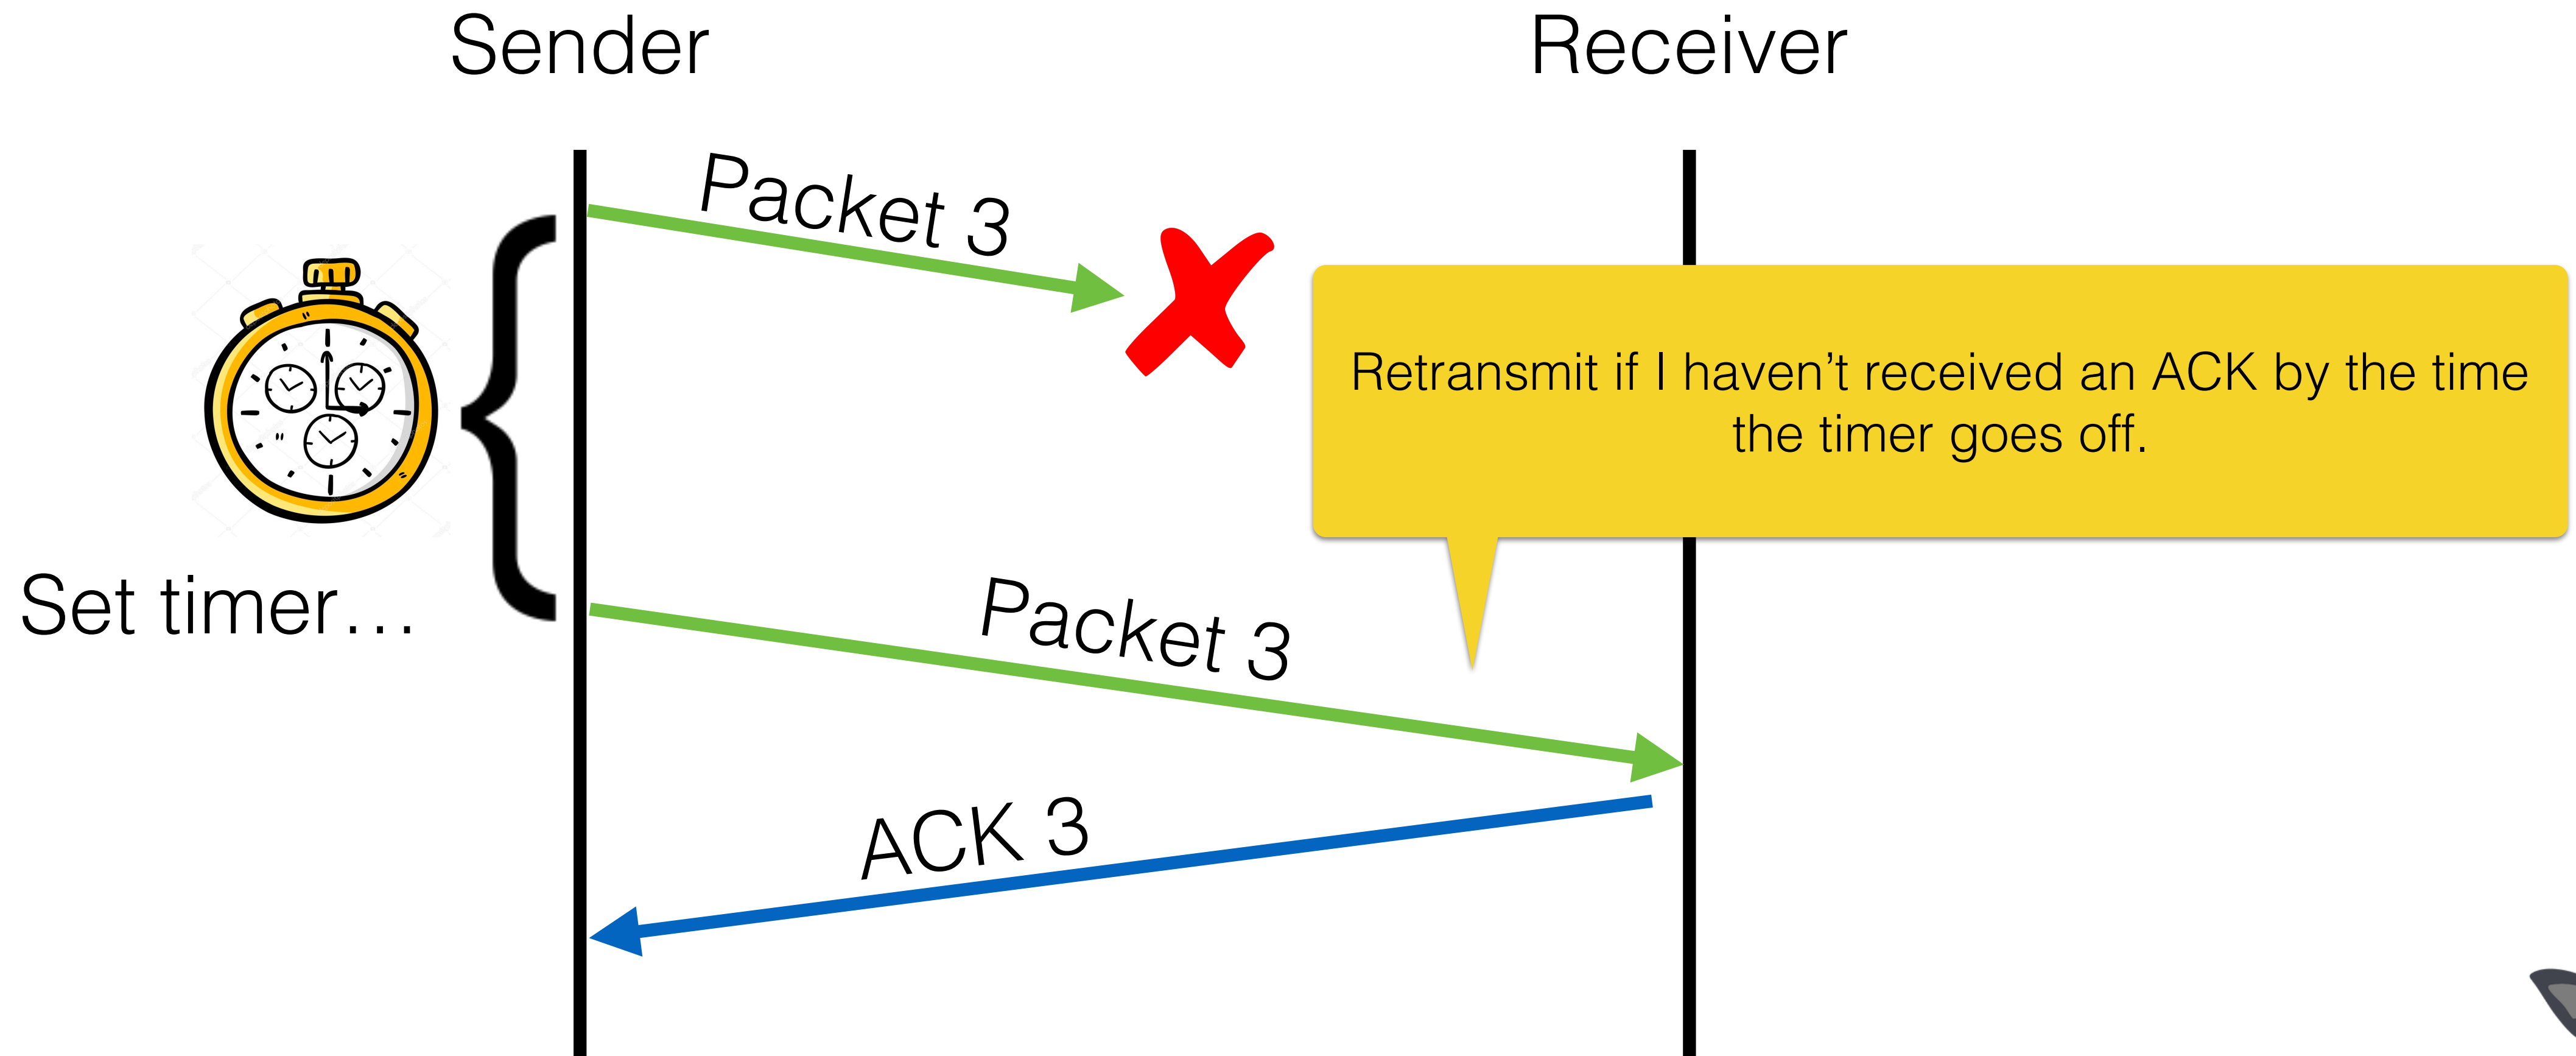 Sender
Receiver
Packet 3
Retransmit if I haven’t received an ACK by the time
the timer goes off.
Set timer…
Packet 3
ACK 3